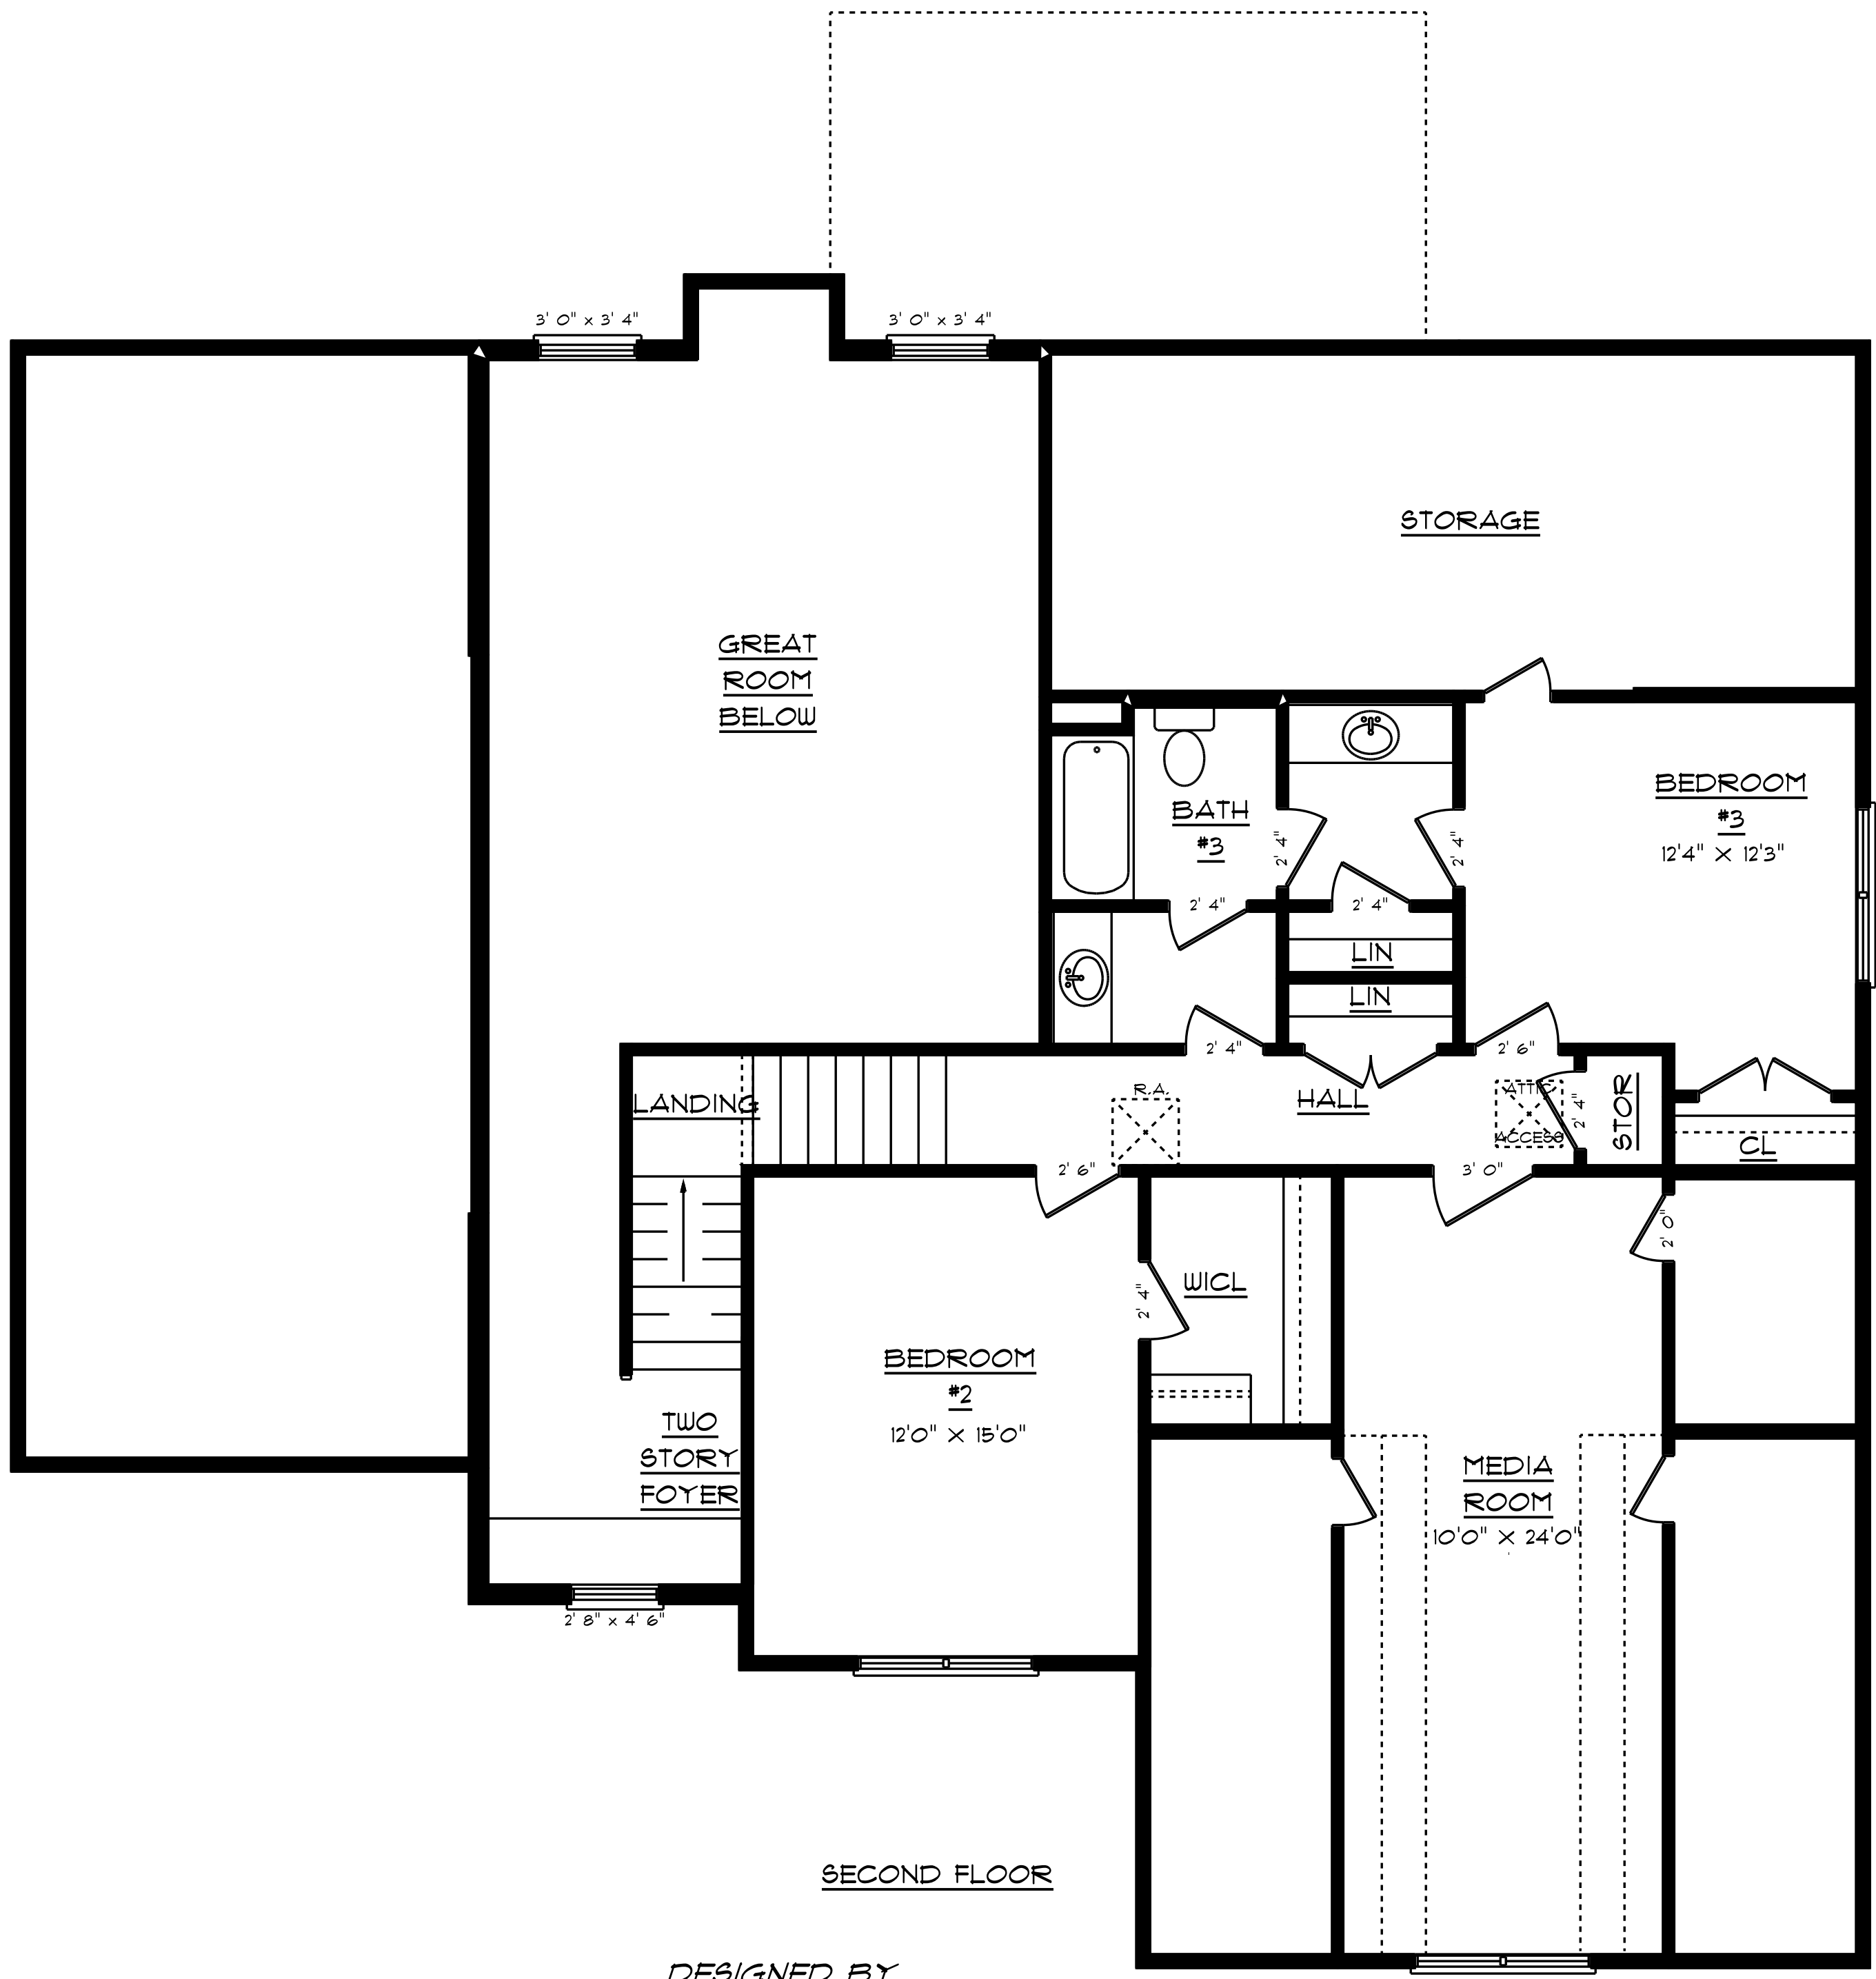 3' 0" x 3' 4"
3' 0" x 3' 4"
STORAGE
GREAT
ROOM
BELOW
BEDROOM
#3
12'4" X 12'3"
BATH
#3
2' 4"
2' 4"
2' 4"
2' 4"
LIN
LIN
2' 4"
2' 6"
LANDING
R.A.
HALL
ATTIC
ACCESS
2' 4"
STOR
CL
2' 6"
3' 0"
2' 0"
WICL
2' 4"
BEDROOM
#2
12'0" X 15'0"
TWO
STORY
FOYER
MEDIA
ROOM
10'0" X 24'0"
2' 8" x 4' 6"
SECOND FLOOR
DESIGNED BY